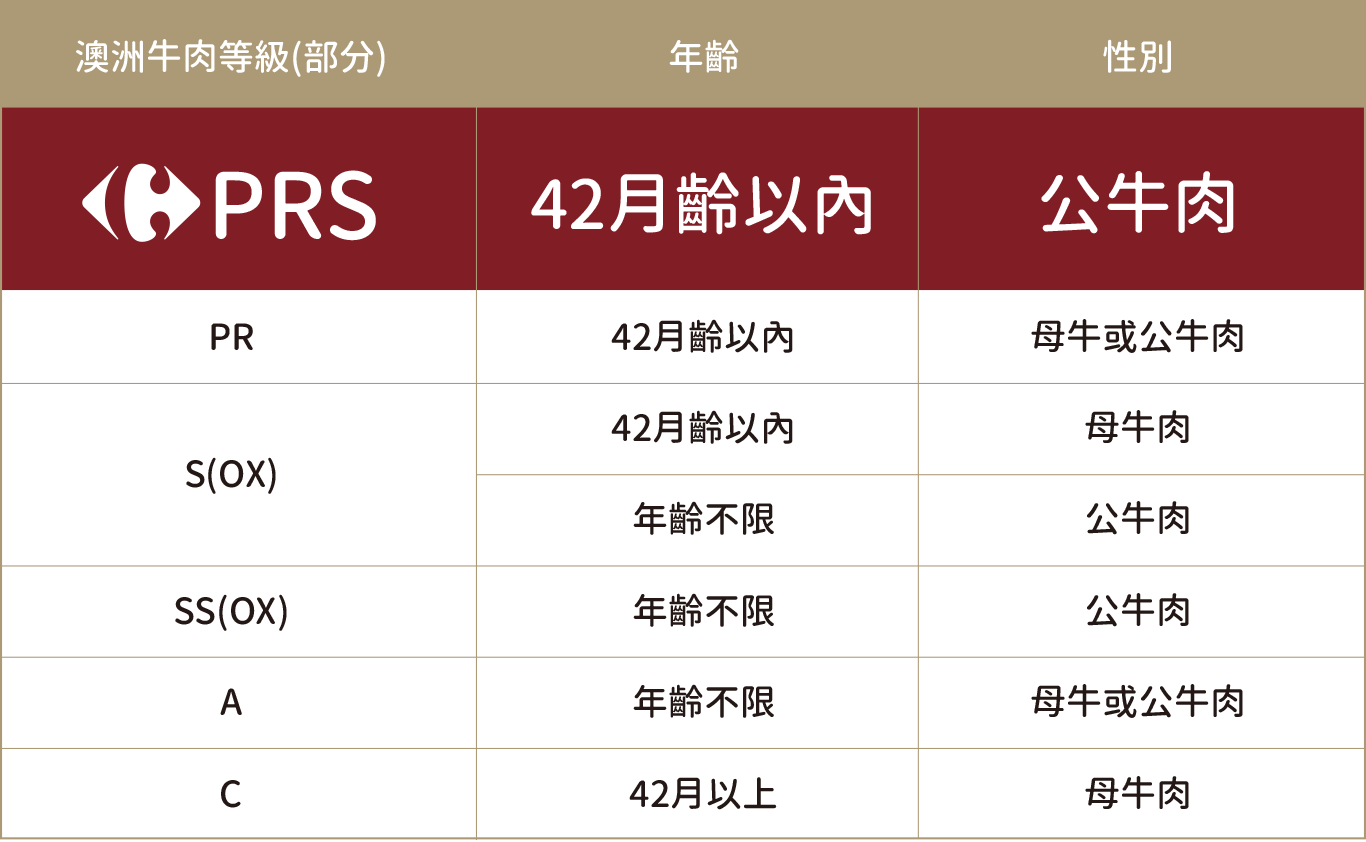 澳洲牛肉等級(部分) 年齡 性別
PRS 42月齡以內 公牛肉
PR 42月齡以內 母牛或公牛肉
S(OX) 42月齡以內 母牛肉
年齡不限 公牛肉
SS(OX) 年齡不限 公牛肉
A 年齡不限 母牛或公牛肉
C 42月以上 母牛肉